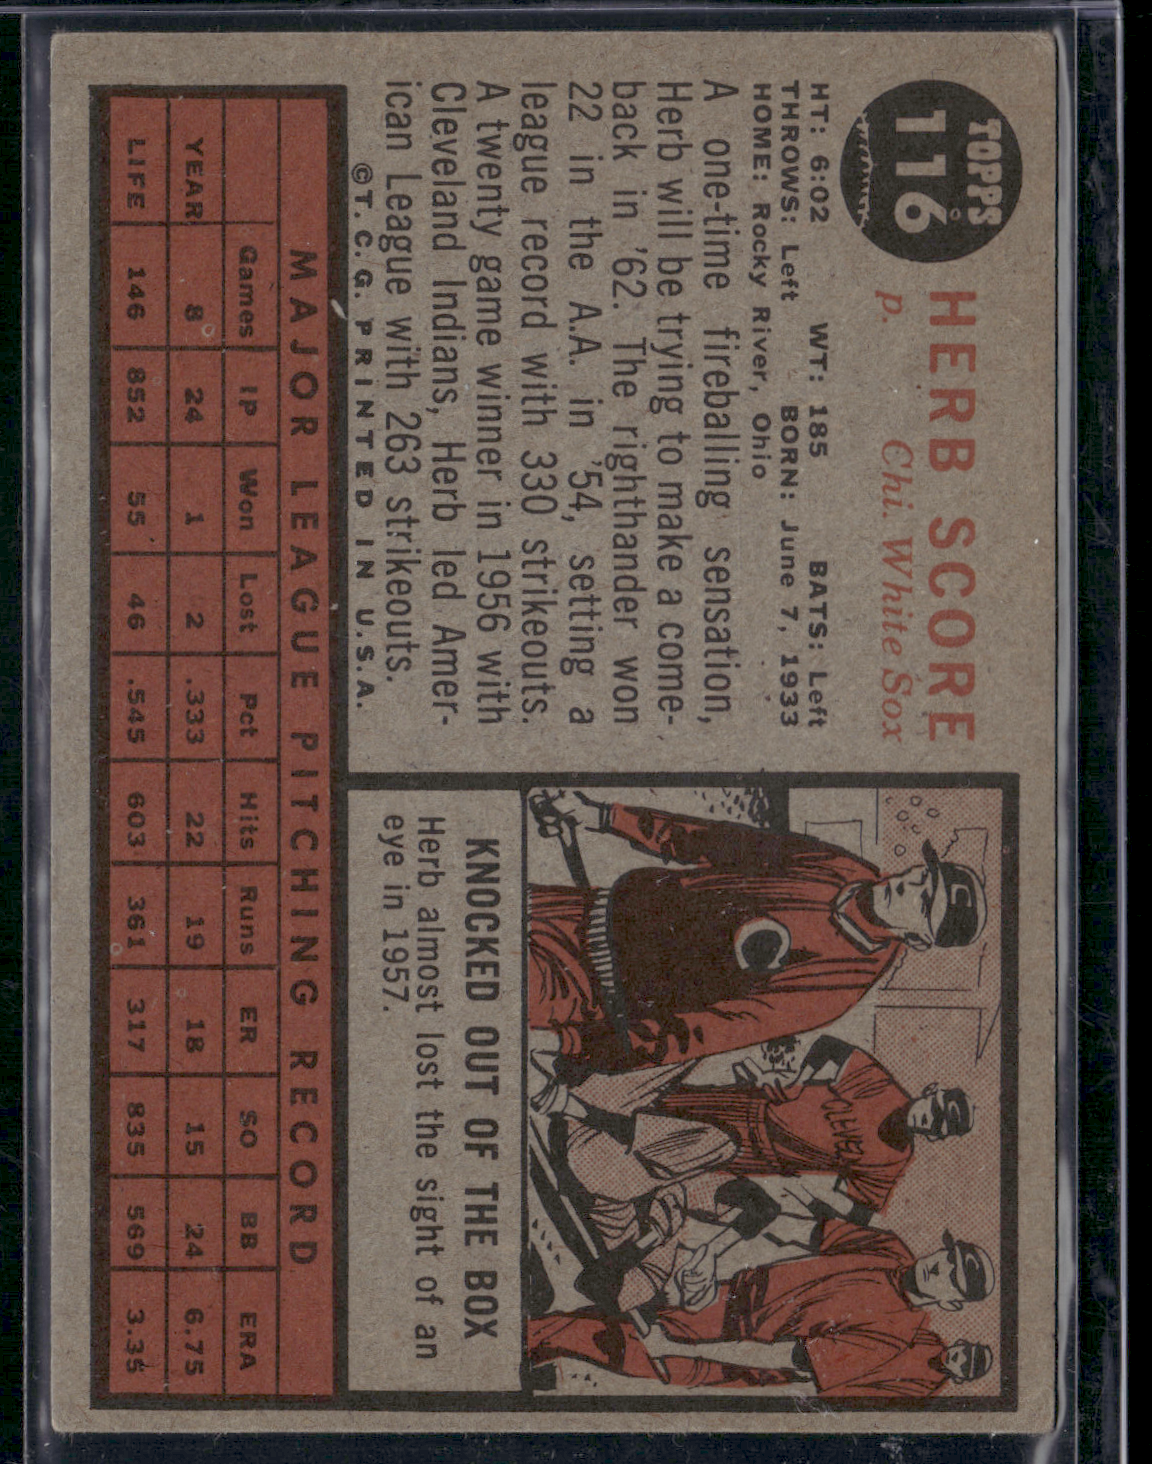 TOPPS
116
HERB SCORE
p. Chi. White Sox
HT: 6:02 WT: 185 BATS: Left
THROWS: Left BORN: June 7, 1933
HOME: Rocky River, Ohio
A one-time fireballing sensation,
Herb will be trying to make a come-
back in '62. The righthander won
22 in the A.A. in '54, setting a
league record with 330 strikeouts.
A twenty game winner in 1956 with
Cleveland Indians, Herb led Amer-
ican League with 263 strikeouts.
©T.C.G. PRINTED IN U.S.A.
C
KNOCKED OUT OF THE BOX
Herb almost lost the sight of an
eye in 1957.
MAJOR LEAGUE PITCHING RECORD
Games IP Won Lost Pct Hits Runs ER SO BB ERA
YEAR 8 24 1 2 .333 22 19 18 15 24 6.75
LIFE 146 852 55 46 .545 603 361 317 835 569 3.35